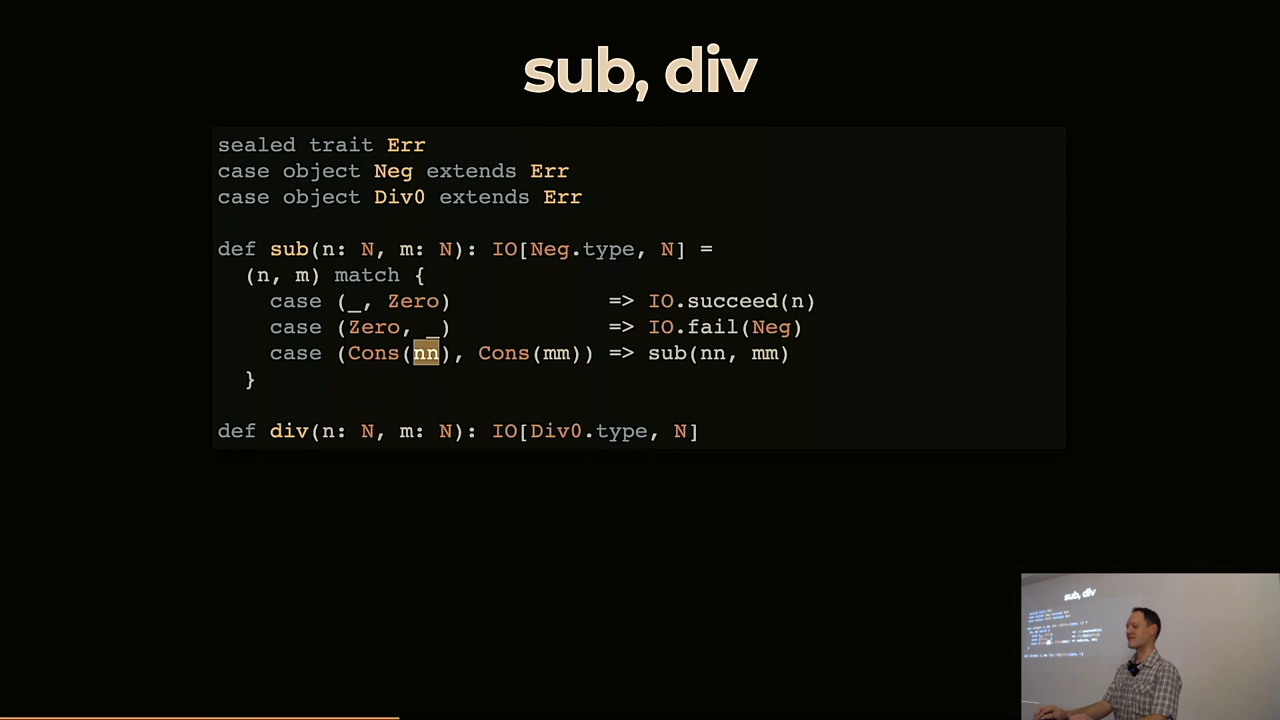 sub, div
sealed trait Err
case object Neg extends Err
case object Div0 extends Err
def sub(n: N, m: N): IO[Neg.type, N] =
(n, m) match {
case (_, Zero) => IO.succeed(n)
case (Zero, _) => IO.fail(Neg)
case (Cons(nn), Cons(mm)) => sub(nn, mm)
}
def div(n: N, m: N): IO[Div0.type, N]
sub, div